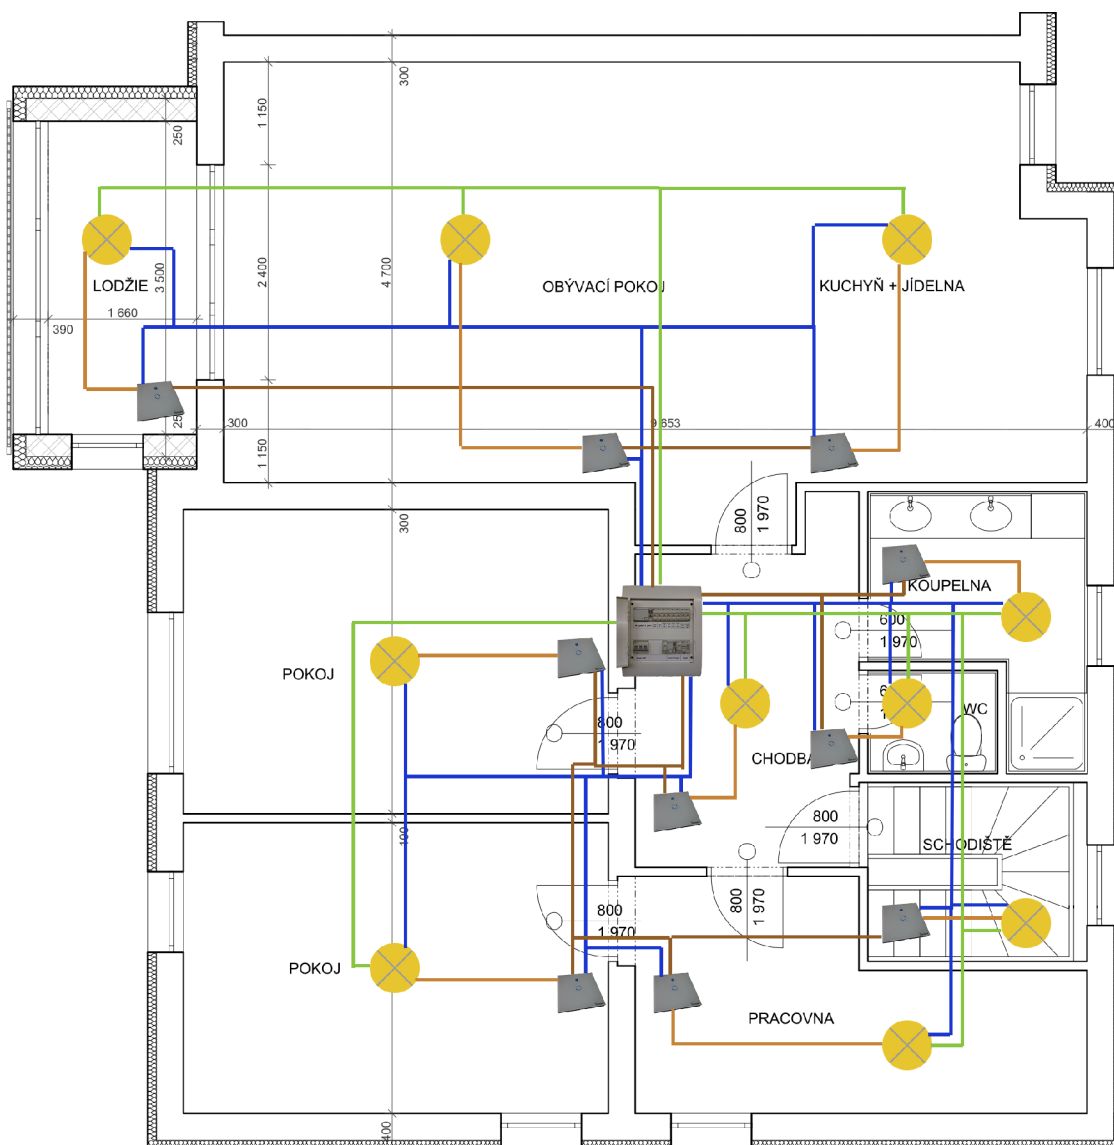 300
1 150
250
LODŽIE
3 500
2 400
4 700
OBÝVACÍ POKOJ
KUCHYŇ + JÍDELNA
1 660
390
250
300
9 653
400
1 150
300
800
1 970
KOUPELNA
600
1 970
POKOJ
WC
800
1 970
CHODBA
100
800
1 970
SCHODIŠTĚ
800
1 970
800
1 970
POKOJ
PRACOVNA
400